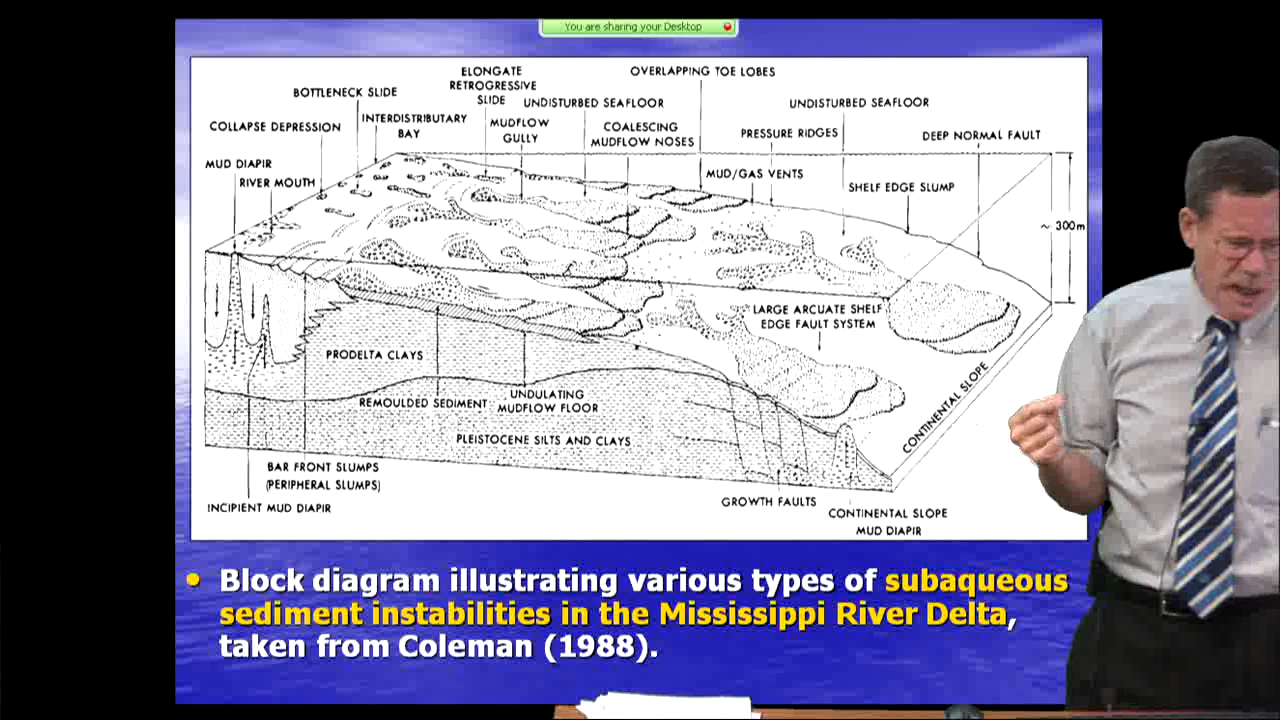 You are sharing your Desktop
ELONGATE
RETROGRESSIVE
SLIDE
OVERLAPPING TOE LOBES
BOTTLENECK SLIDE
UNDISTURBED SEAFLOOR
UNDISTURBED SEAFLOOR
COLLAPSE DEPRESSION
INTERDISTRIBUTARY
BAY
MUDFLOW
GULLY
COALESCING
MUDFLOW NOSES
PRESSURE RIDGES
DEEP NORMAL FAULT
MUD DIAPIR
RIVER MOUTH
MUD/GAS VENTS
SHELF EDGE SLUMP
~ 300m
LARGE ARCUATE SHELF
EDGE FAULT SYSTEM
PRODELTA CLAYS
REMOULDED SEDIMENT
UNDULATING
MUDFLOW FLOOR
CONTINENTAL SLOPE
PLEISTOCENE SILTS AND CLAYS
BAR FRONT SLUMPS
(PERIPHERAL SLUMPS)
INCIPIENT MUD DIAPIR
GROWTH FAULTS
CONTINENTAL SLOPE
MUD DIAPIR
• Block diagram illustrating various types of subaqueous
sediment instabilities in the Mississippi River Delta,
taken from Coleman (1988).